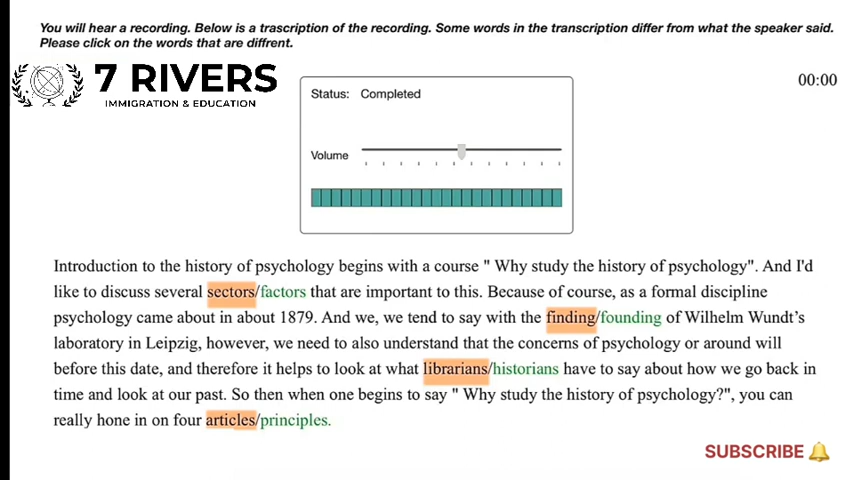 You will hear a recording. Below is a trascription of the recording. Some words in the transcription differ from what the speaker said.
Please click on the words that are diffrent.
7 RIVERS
IMMIGRATION & EDUCATION
00:00
Status: Completed
Volume
Introduction to the history of psychology begins with a course " Why study the history of psychology". And I'd
like to discuss several sectors/factors that are important to this. Because of course, as a formal discipline
psychology came about in about 1879. And we, we tend to say with the finding/founding of Wilhelm Wundt's
laboratory in Leipzig, however, we need to also understand that the concerns of psychology or around will
before this date, and therefore it helps to look at what librarians/historians have to say about how we go back in
time and look at our past. So then when one begins to say " Why study the history of psychology?", you can
really hone in on four articles/principles.
SUBSCRIBE